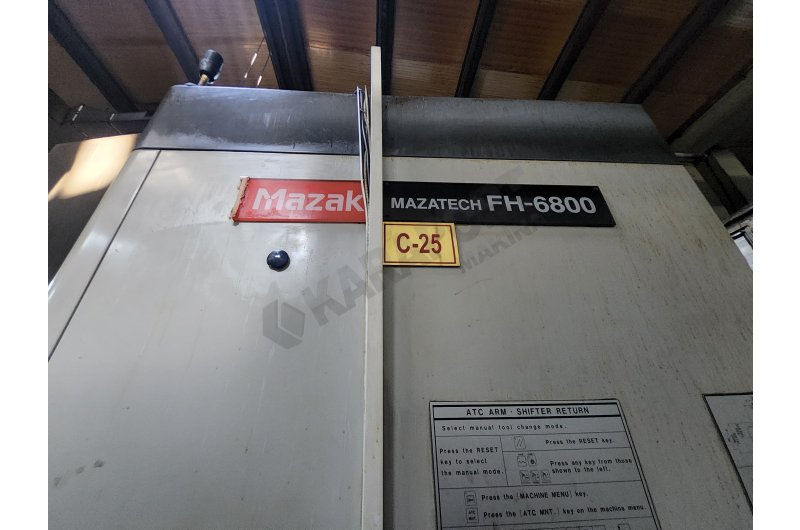 Mazak MAZATECH FH-6800
C-25
ATC ARM · SHIFTER RETURN
Select manual tool change mode.
Press the RESET
key to select
the manual mode.
Press the RESET key.
Press any key from those
shown to the left.
Press the [MACHINE MENU] key.
Press the [ATC MNT.] key on the machine menu.